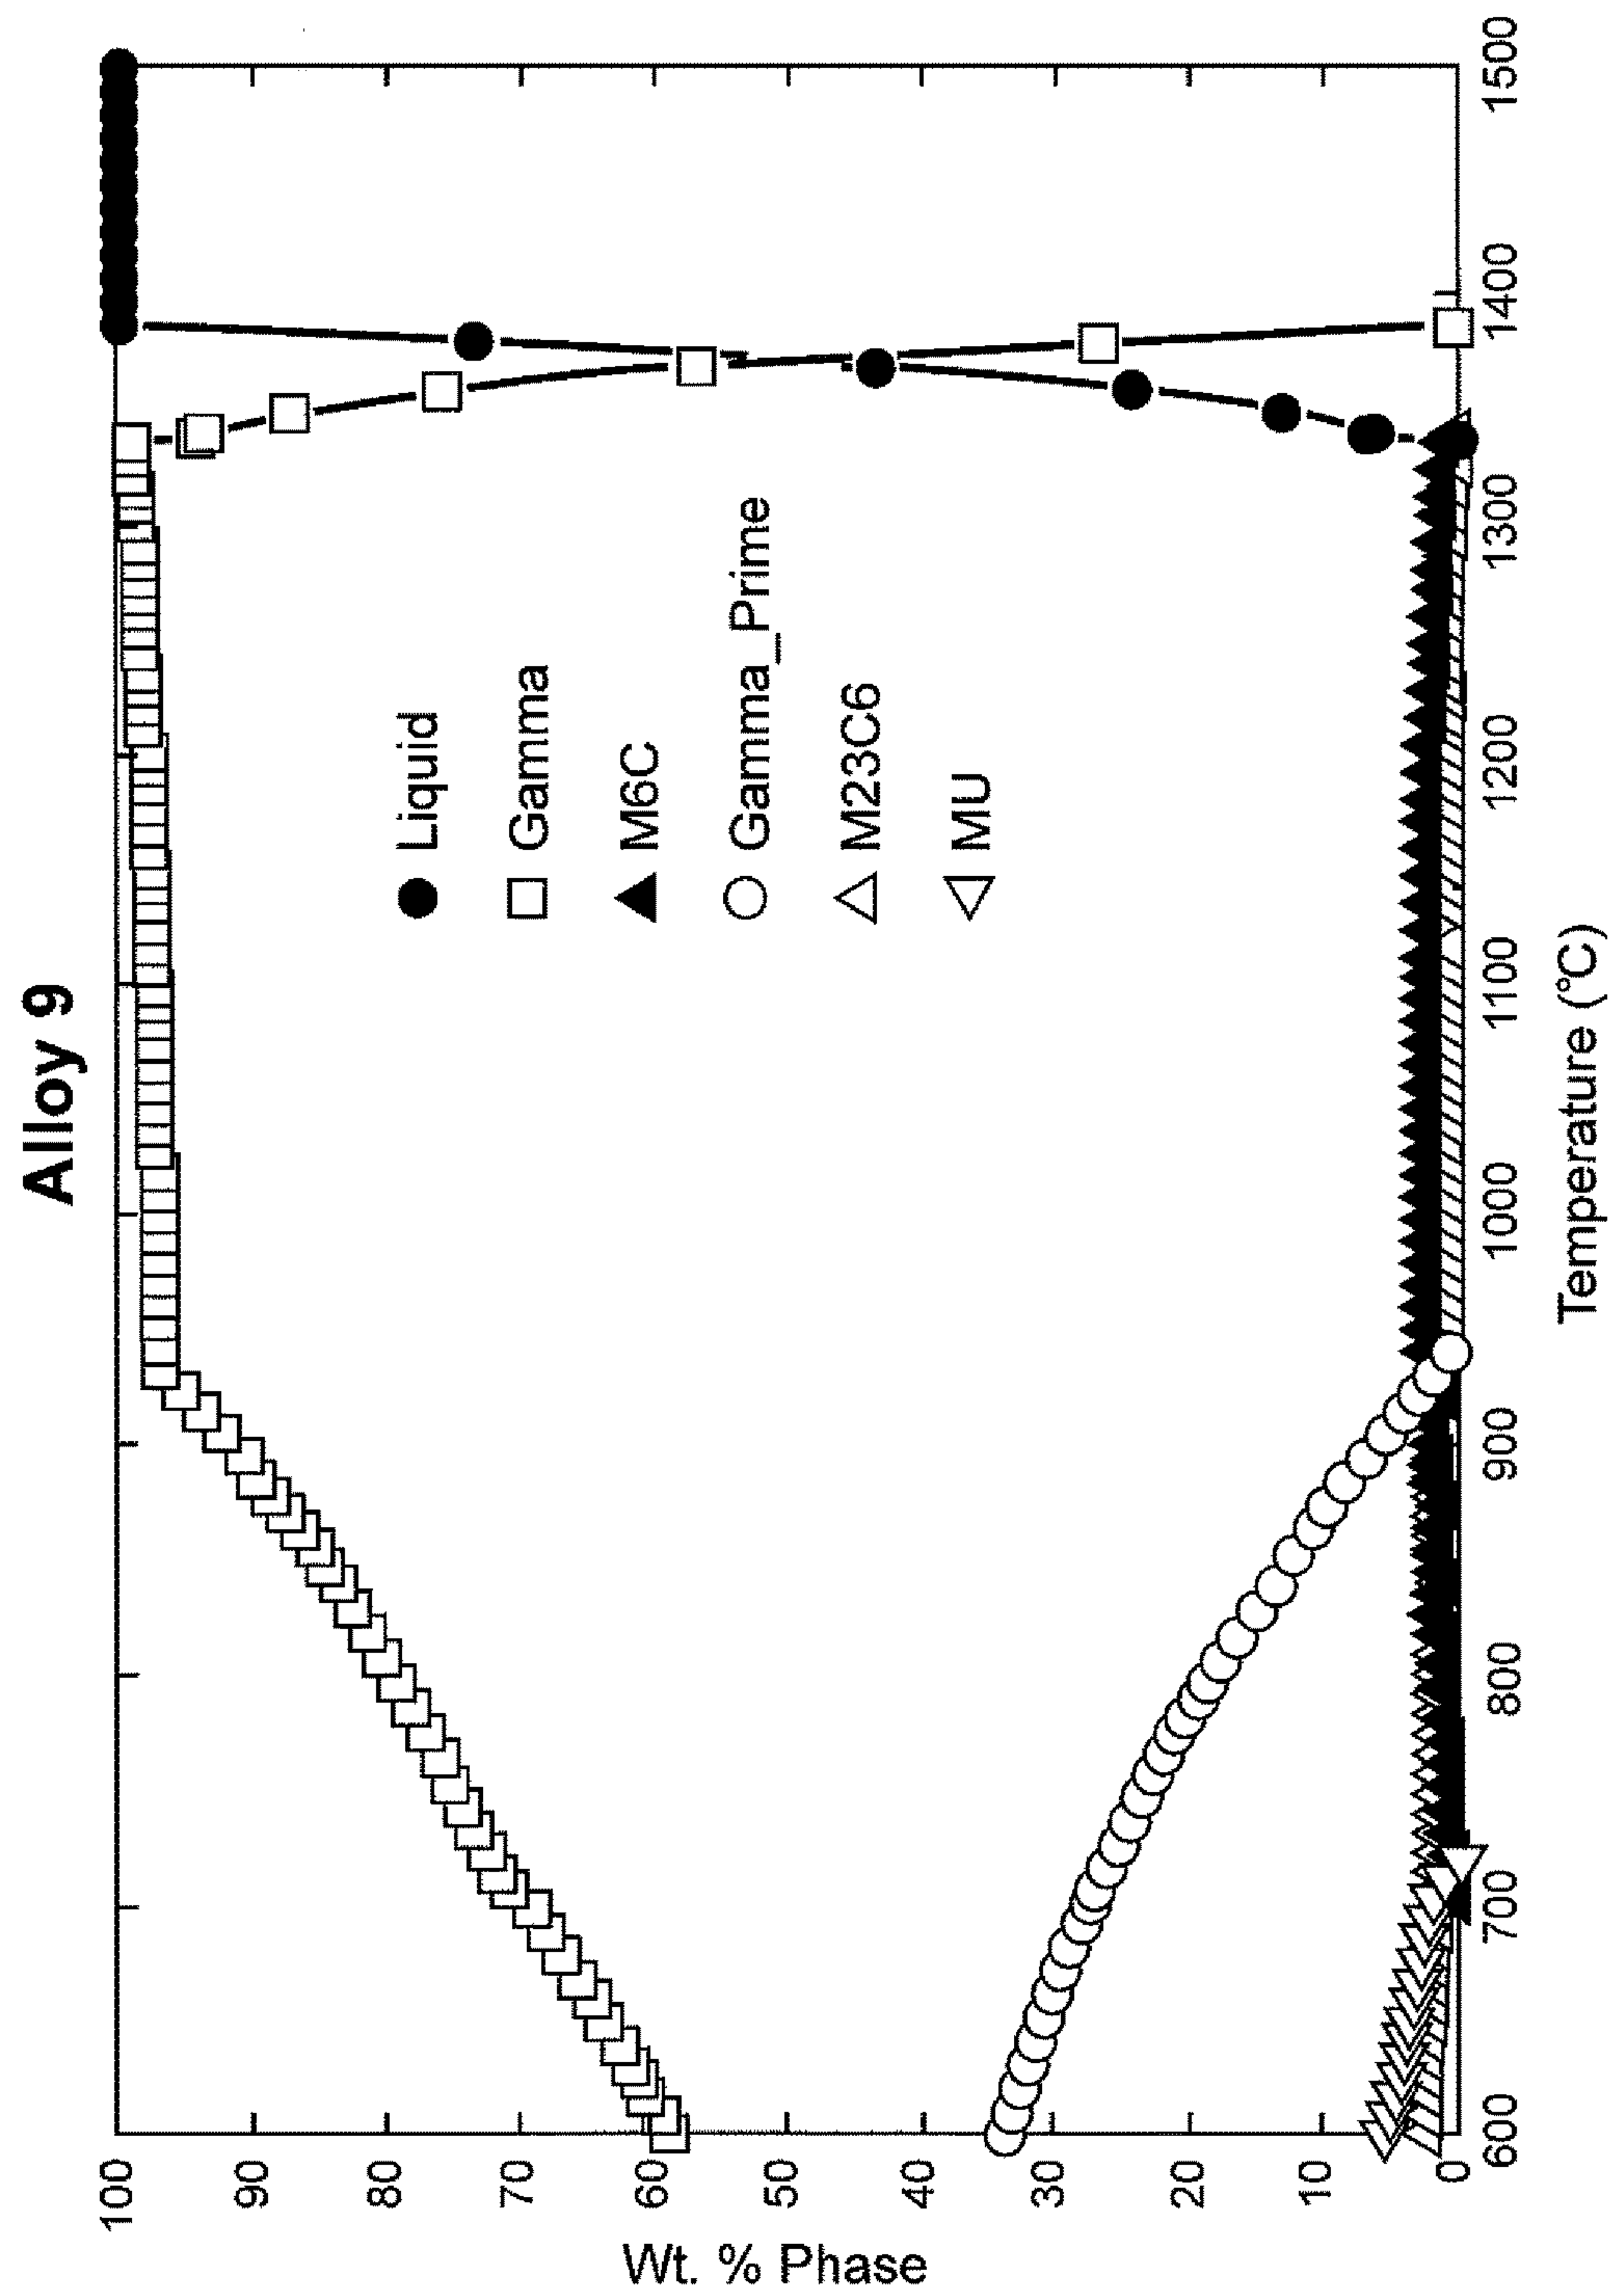 Alloy 9
Wt. % Phase
100
90
80
70
60
50
40
30
20
10
0
Liquid
Gamma
M6C
Gamma_Prime
M23C6
MU
600
700
800
900
1000
1100
1200
1300
1400
1500
Temperature (°C)